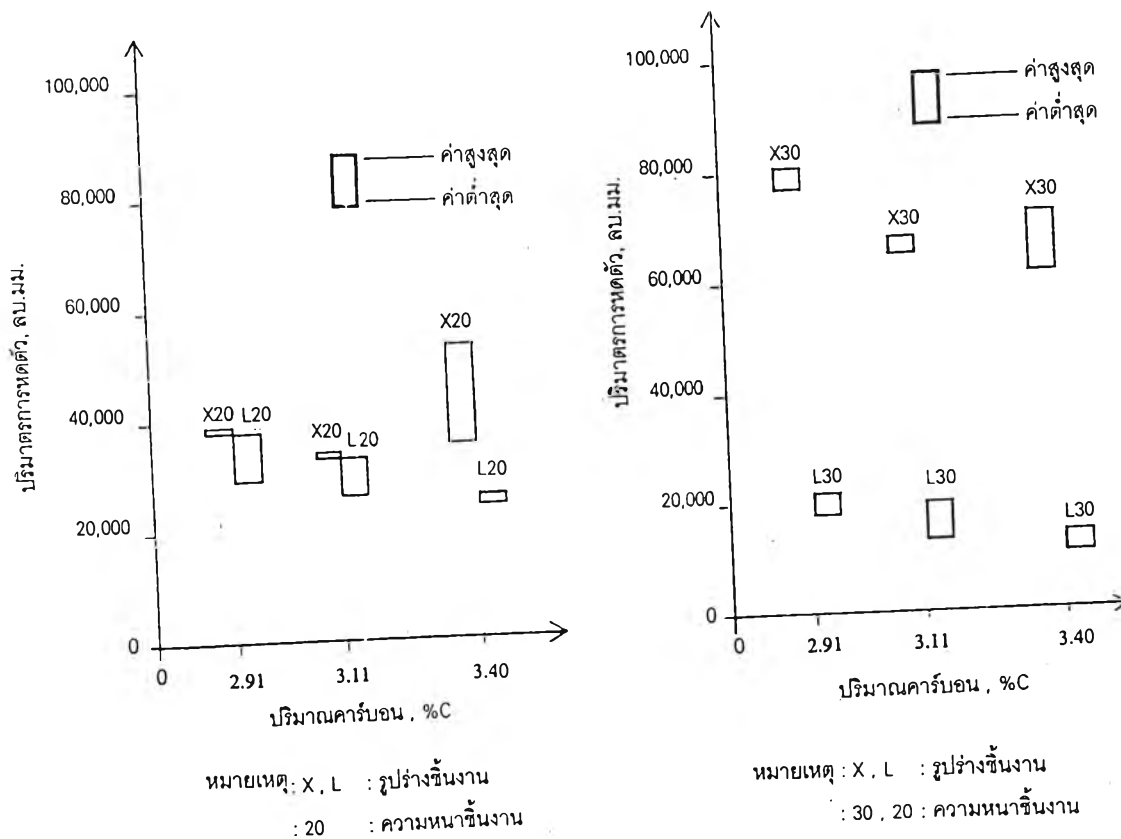 100,000
80,000
60,000
40,000
20,000
0
ปริมาตรการหดตัว, ลบ.มม.
ค่าสูงสุด
ค่าต่ำสุด
X20
X20 L20
X20
L20
L20
0
2.91
3.11
3.40
ปริมาณคาร์บอน , %C
หมายเหตุ : X , L : รูปร่างชิ้นงาน
: 20 : ความหนาชิ้นงาน
100,000
80,000
60,000
40,000
20,000
0
ปริมาตรการหดตัว, ลบ.มม.
ค่าสูงสุด
ค่าต่ำสุด
X30
X30
X30
L30
L30
L30
0
2.91
3.11
3.40
ปริมาณคาร์บอน , %C
หมายเหตุ : X , L : รูปร่างชิ้นงาน
: 30 , 20 : ความหนาชิ้นงาน